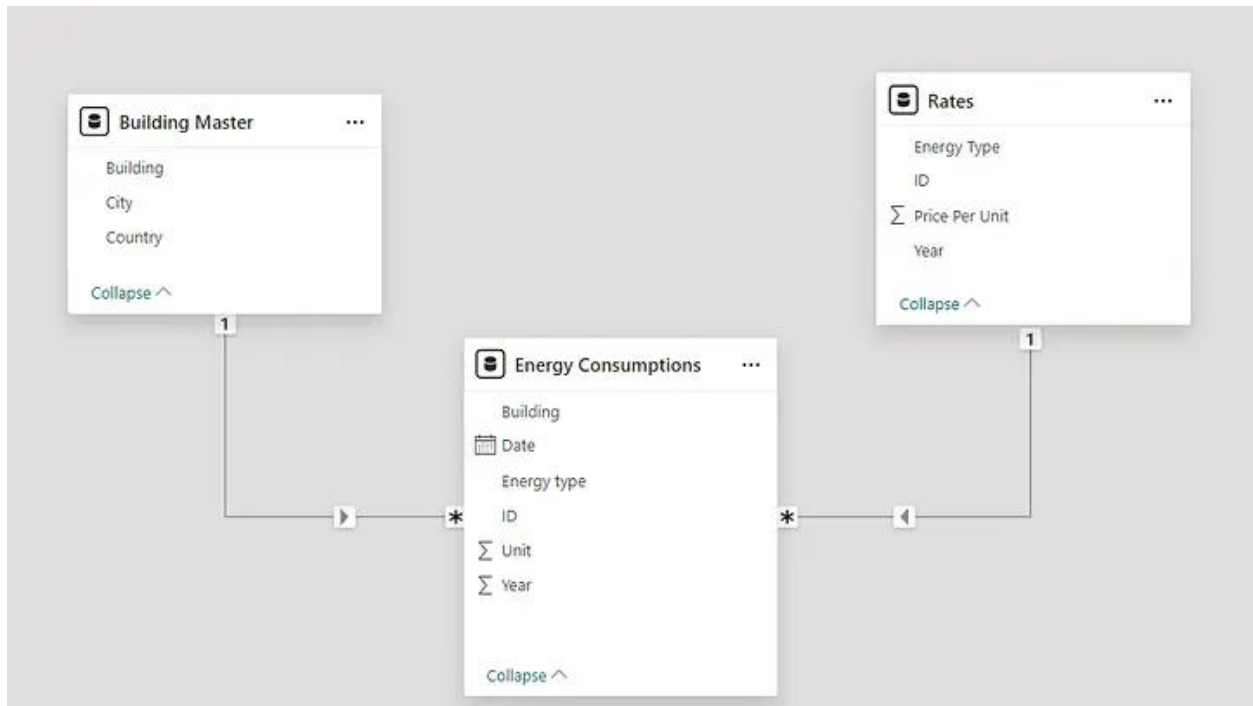 Building Master
Building
City
Country
Collapse
1
Rates
Energy Type
ID
∑ Price Per Unit
Year
Collapse
1
Energy Consumptions
Building
Date
Energy type
ID
∑ Unit
∑ Year
Collapse
*
*